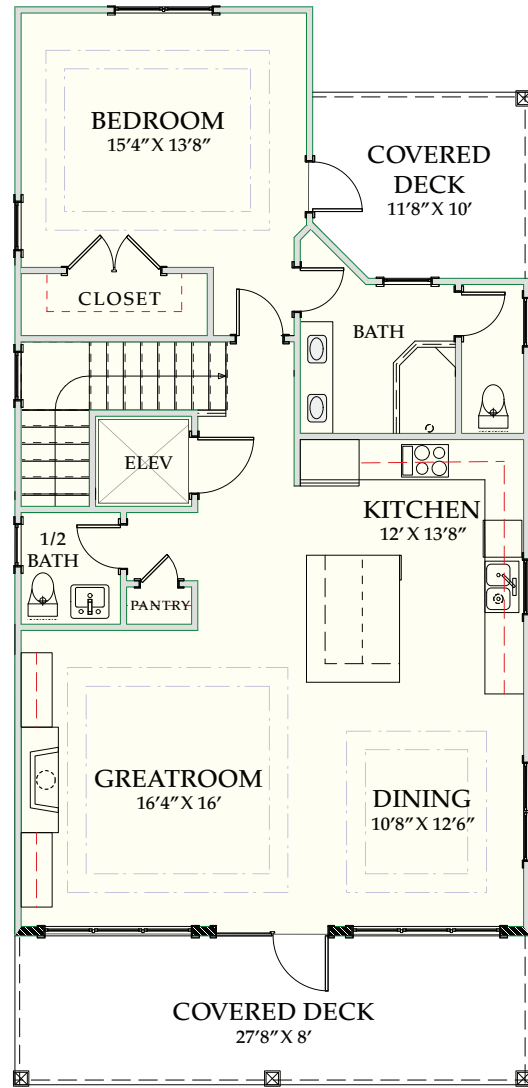 BEDROOM
15'4" X 13'8"
COVERED
DECK
11'8" X 10'
CLOSET
BATH
ELEV
KITCHEN
12' X 13'8"
1/2
BATH
PANTRY
GREATROOM
16'4" X 16'
DINING
10'8" X 12'6"
COVERED DECK
27'8" X 8'